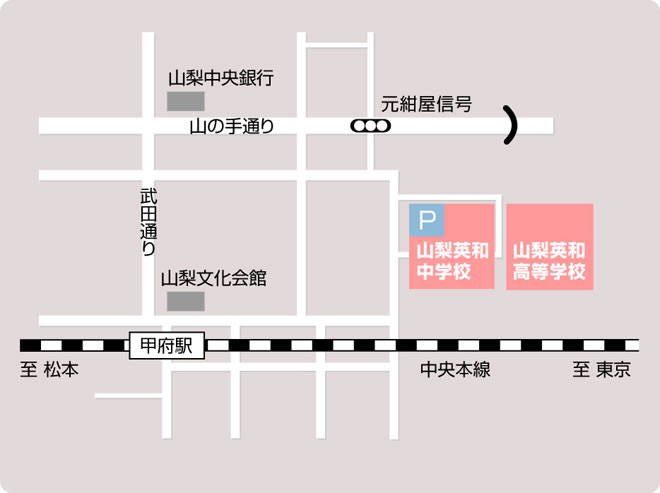 山梨中央銀行
元紺屋信号
山の手通り
武田通り
P
山梨英和
中学校
山梨英和
高等学校
山梨文化会館
甲府駅
至 松本
中央本線
至 東京